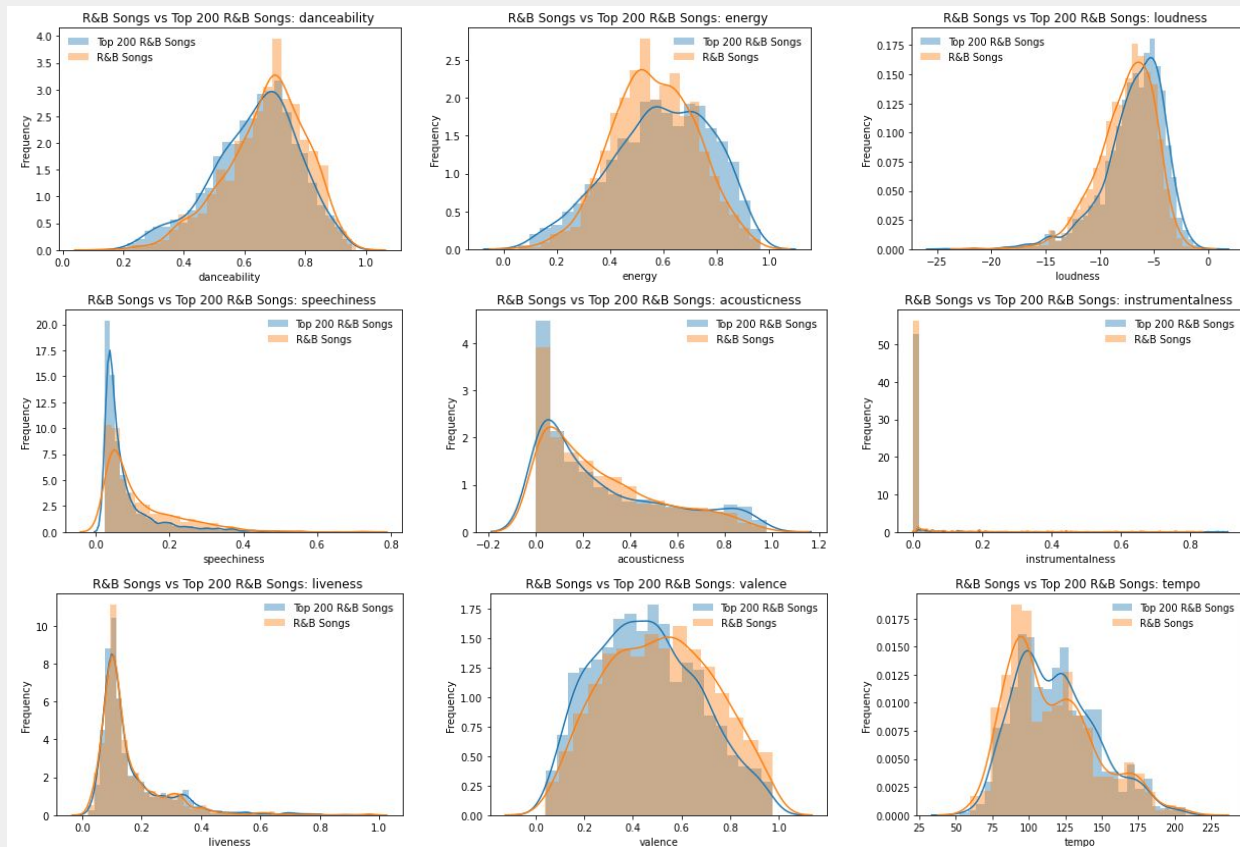 R&B Songs vs Top 200 R&B Songs: danceability
Top 200 R&B Songs
R&B Songs
Frequency
4.0
3.5
3.0
2.5
2.0
1.5
1.0
0.5
0.0
0.0 0.2 0.4 0.6 0.8 1.0
danceability
R&B Songs vs Top 200 R&B Songs: energy
Top 200 R&B Songs
R&B Songs
Frequency
2.5
2.0
1.5
1.0
0.5
0.0
0.0 0.2 0.4 0.6 0.8 1.0
energy
R&B Songs vs Top 200 R&B Songs: loudness
Top 200 R&B Songs
R&B Songs
Frequency
0.175
0.150
0.125
0.100
0.075
0.050
0.025
0.000
−25 −20 −15 −10 −5 0
loudness
R&B Songs vs Top 200 R&B Songs: speechiness
Top 200 R&B Songs
R&B Songs
Frequency
20.0
17.5
15.0
12.5
10.0
7.5
5.0
2.5
0.0
0.0 0.2 0.4 0.6 0.8
speechiness
R&B Songs vs Top 200 R&B Songs: acousticness
Top 200 R&B Songs
R&B Songs
Frequency
4
3
2
1
0
−0.2 0.0 0.2 0.4 0.6 0.8 1.0 1.2
acousticness
R&B Songs vs Top 200 R&B Songs: instrumentalness
Top 200 R&B Songs
R&B Songs
Frequency
50
40
30
20
10
0
0.0 0.2 0.4 0.6 0.8
instrumentalness
R&B Songs vs Top 200 R&B Songs: liveness
Top 200 R&B Songs
R&B Songs
Frequency
10
8
6
4
2
0
0.0 0.2 0.4 0.6 0.8 1.0
liveness
R&B Songs vs Top 200 R&B Songs: valence
Top 200 R&B Songs
R&B Songs
Frequency
1.75
1.50
1.25
1.00
0.75
0.50
0.25
0.00
0.0 0.2 0.4 0.6 0.8 1.0
valence
R&B Songs vs Top 200 R&B Songs: tempo
Top 200 R&B Songs
R&B Songs
Frequency
0.0175
0.0150
0.0125
0.0100
0.0075
0.0050
0.0025
0.0000
25 50 75 100 125 150 175 200 225
tempo